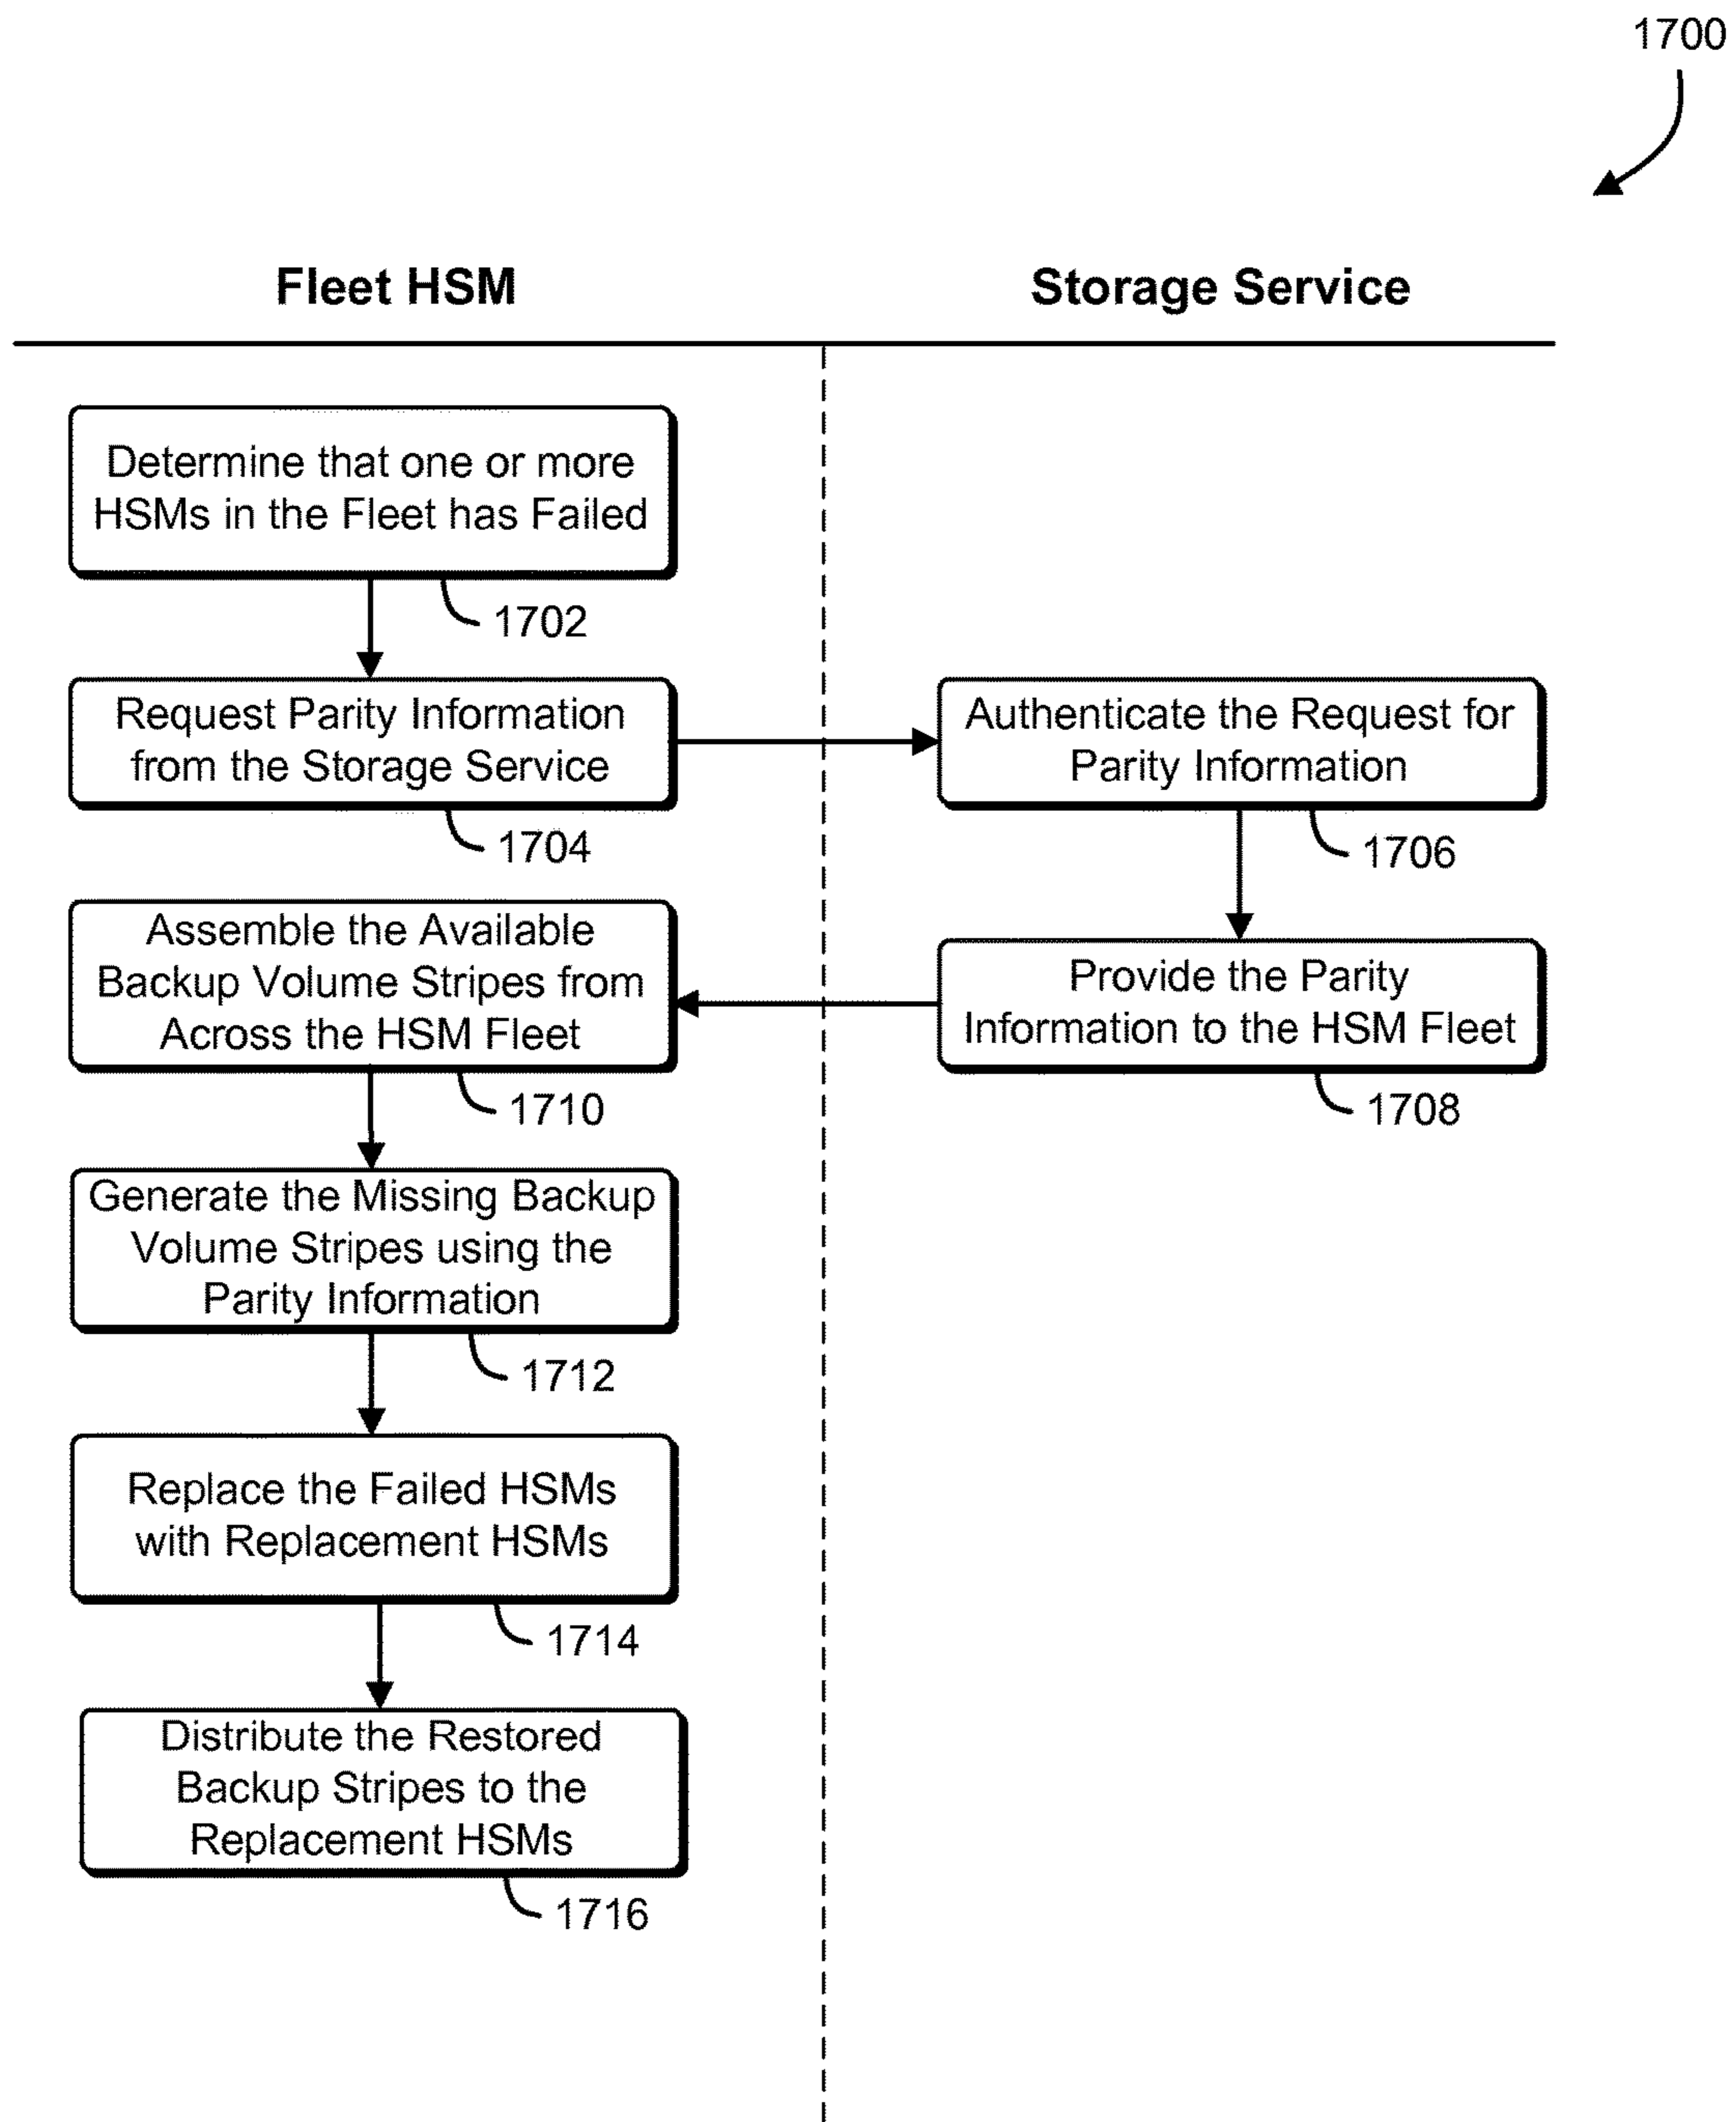 1700
Fleet HSM
Storage Service
Determine that one or more
HSMs in the Fleet has Failed
1702
Request Parity Information
from the Storage Service
1704
Authenticate the Request for
Parity Information
1706
Provide the Parity
Information to the HSM Fleet
1708
Assemble the Available
Backup Volume Stripes from
Across the HSM Fleet
1710
Generate the Missing Backup
Volume Stripes using the
Parity Information
1712
Replace the Failed HSMs
with Replacement HSMs
1714
Distribute the Restored
Backup Stripes to the
Replacement HSMs
1716